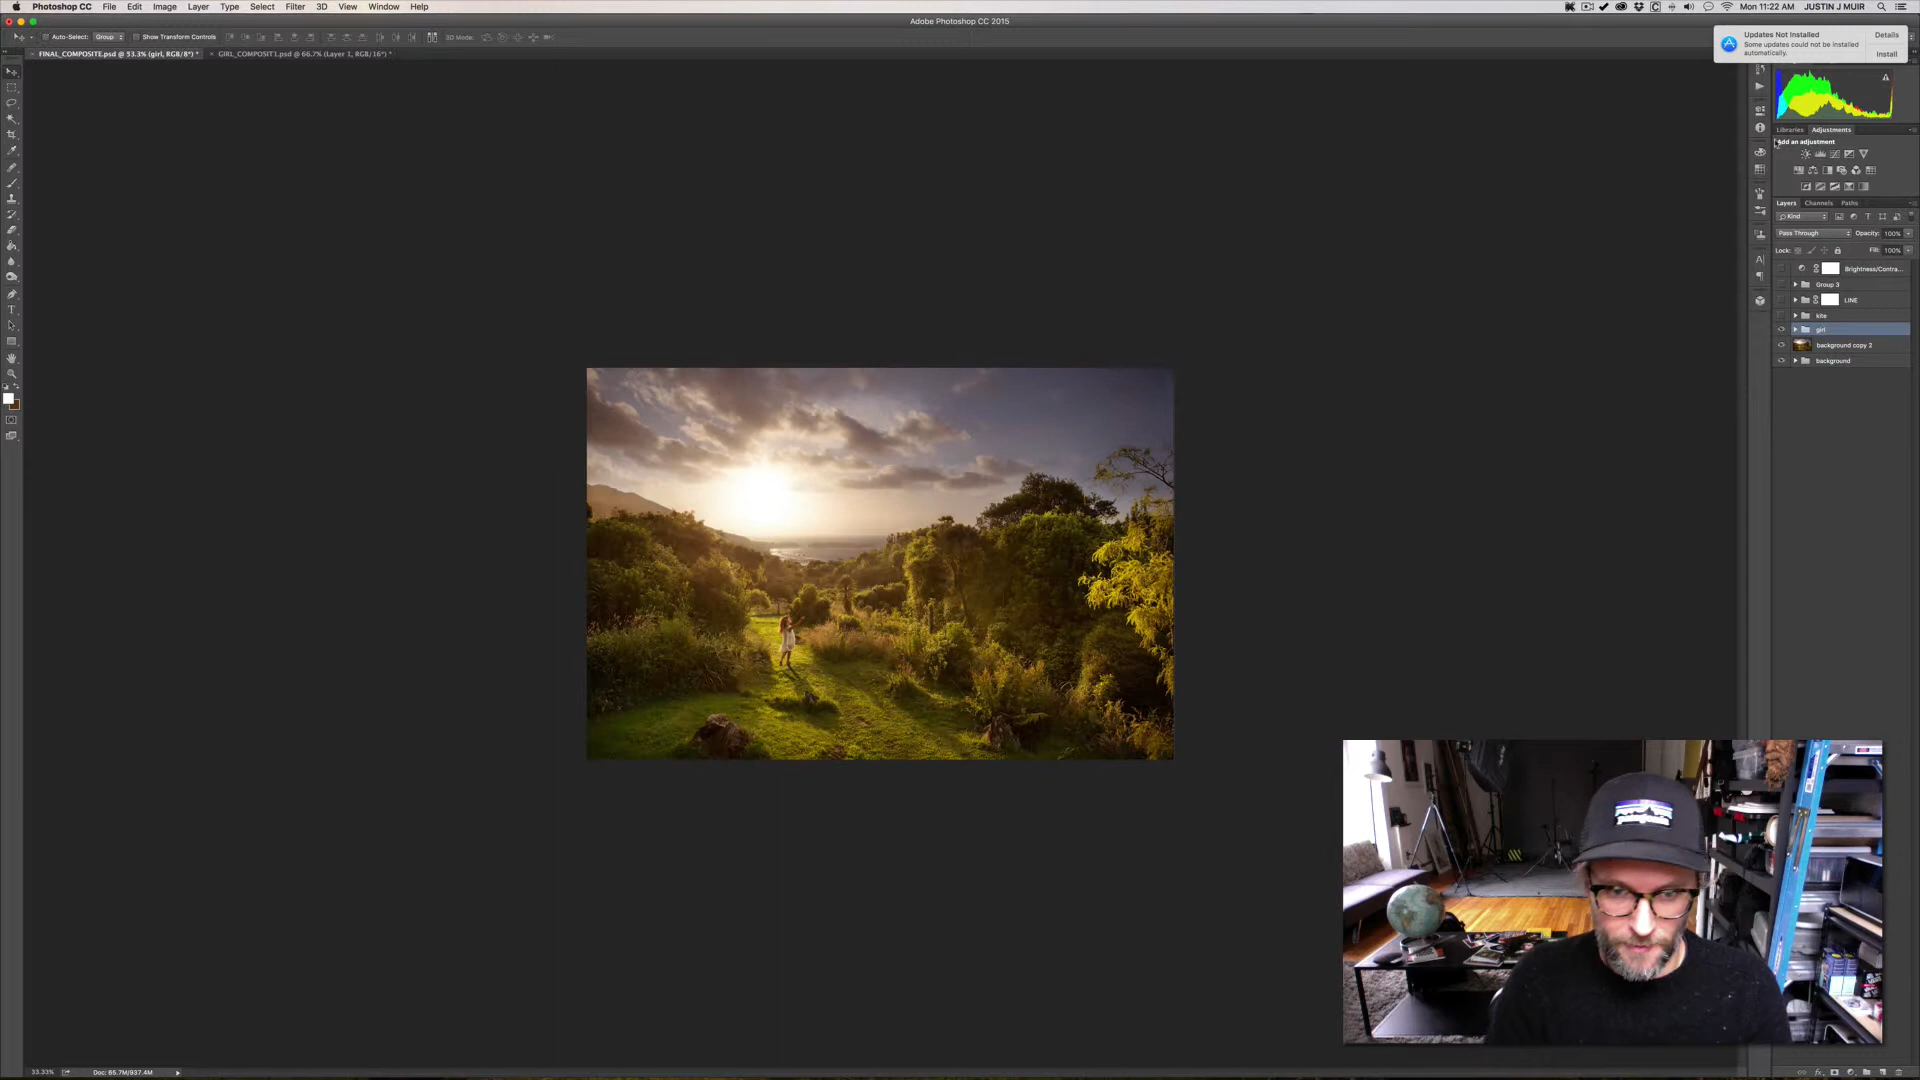 Photoshop CC File Edit Image Layer Type Select Filter 3D View Window Help
Mon 11:22 AM JUSTIN J MUIR
Adobe Photoshop CC 2015
Auto-Select: Group Show Transform Controls 3D Mode:
FINAL_COMPOSITE.psd @ 53.3% (girl, RGB/8*) * GIRL_COMPOSIT1.psd @ 66.7% (Layer 1, RGB/16*) *
Updates Not Installed
Some updates could not be installed
automatically.
Details
Install
Libraries Adjustments
Add an adjustment
Layers Channels Paths
Kind
Pass Through Opacity: 100%
Lock: Fill: 100%
Brightness/Contra...
Group 3
LINE
kite
girl
background copy 2
background
33.33% Doc: 65.7M/937.4M